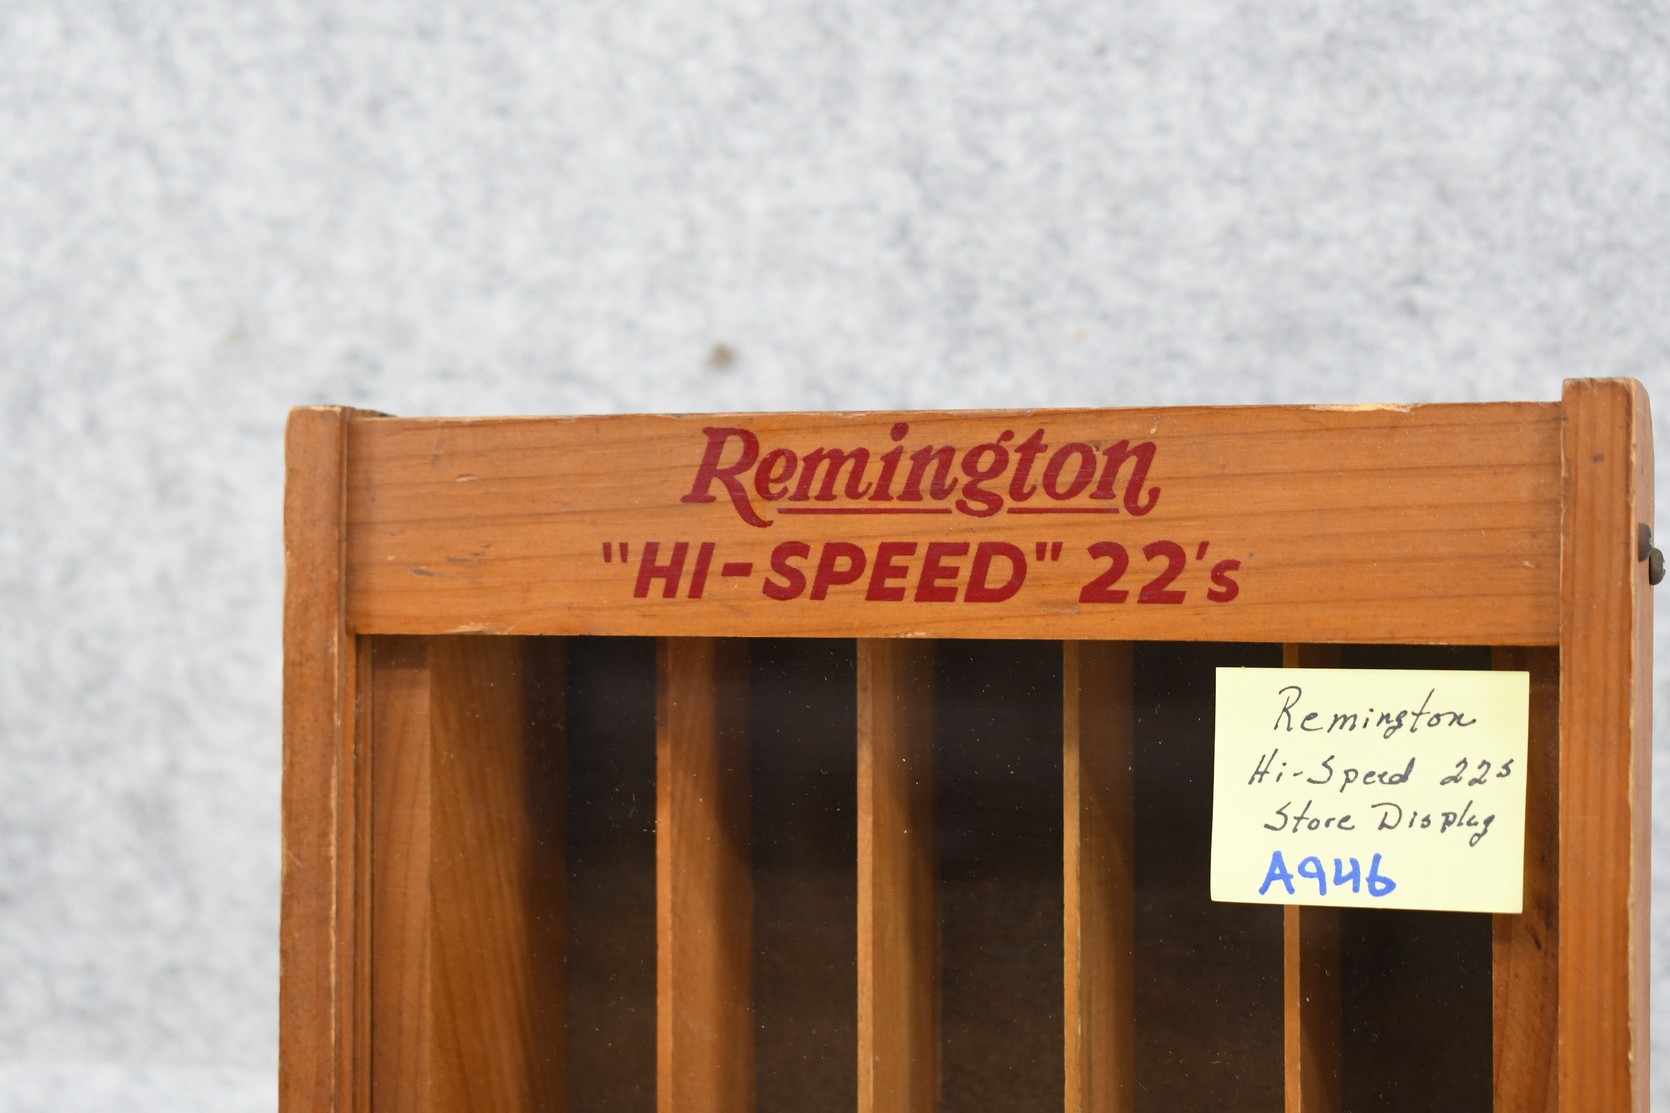 Remington
"HI-SPEED" 22's
Remington
Hi-Speed 22s
Store Display
A946